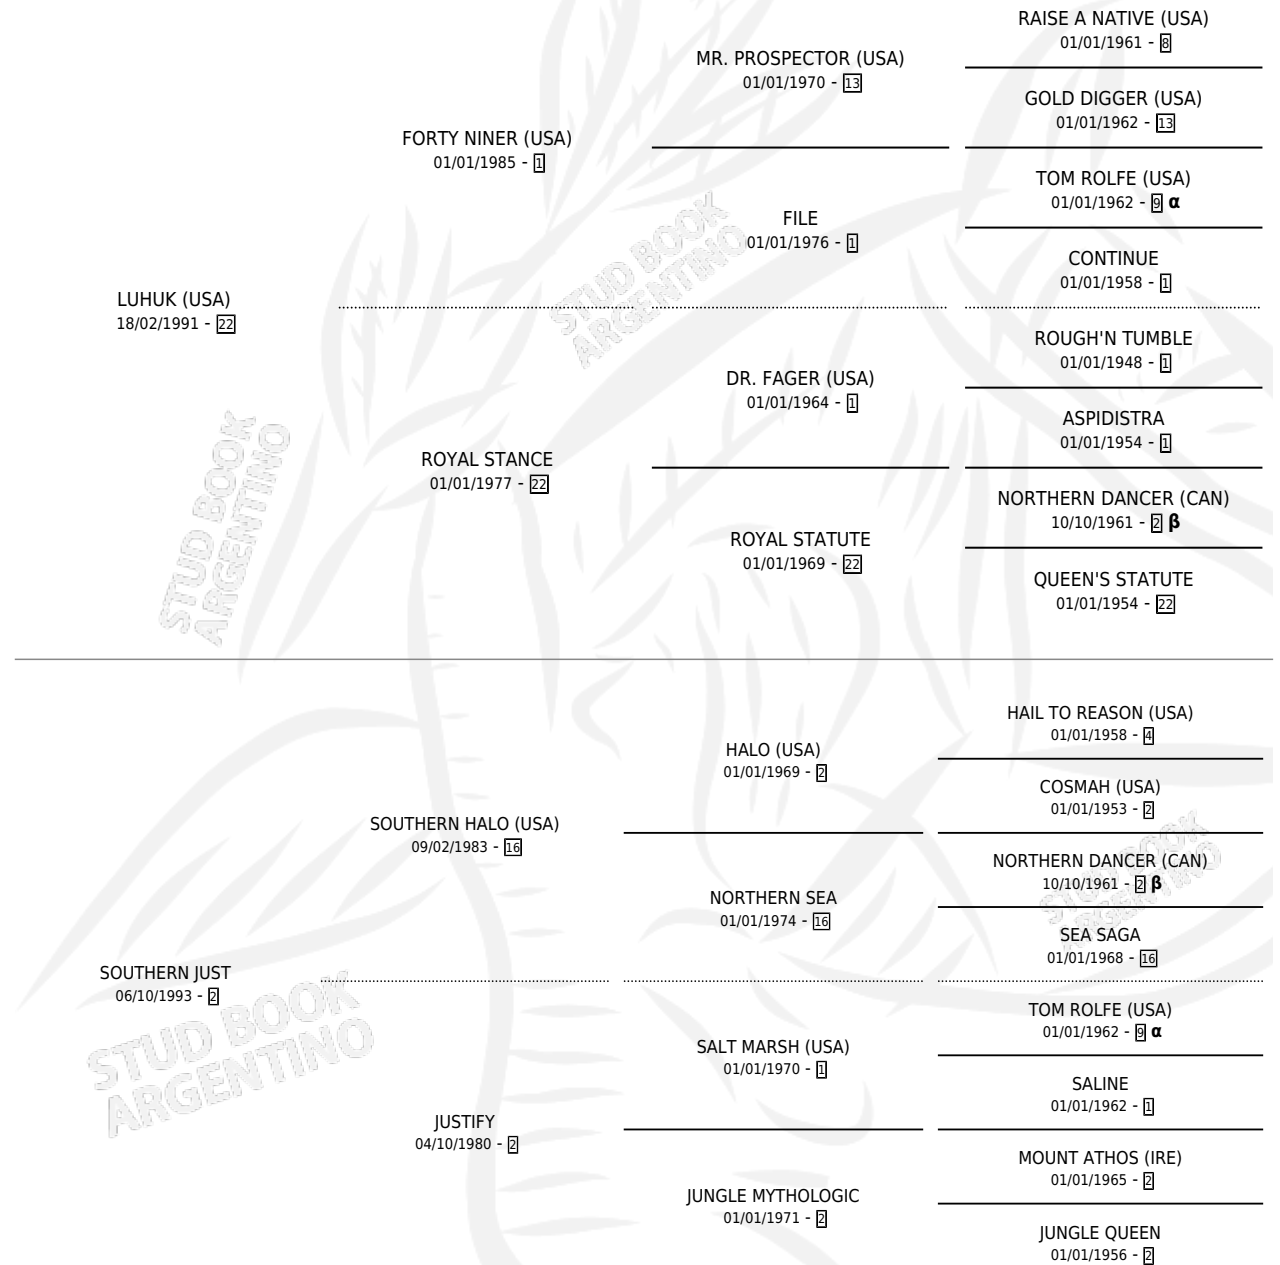 RAISE A NATIVE (USA)
01/01/1961 - 8
MR. PROSPECTOR (USA)
01/01/1970 - 13
GOLD DIGGER (USA)
01/01/1962 - 13
FORTY NINER (USA)
01/01/1985 - 1
TOM ROLFE (USA)
01/01/1962 - 9 α
FILE
01/01/1976 - 1
CONTINUE
01/01/1958 - 1
LUHUK (USA)
18/02/1991 - 22
ROUGH'N TUMBLE
01/01/1948 - 1
DR. FAGER (USA)
01/01/1964 - 1
ASPIDISTRA
01/01/1954 - 1
ROYAL STANCE
01/01/1977 - 22
NORTHERN DANCER (CAN)
10/10/1961 - 2 β
ROYAL STATUTE
01/01/1969 - 22
QUEEN'S STATUTE
01/01/1954 - 22
HAIL TO REASON (USA)
01/01/1958 - 4
HALO (USA)
01/01/1969 - 2
COSMAH (USA)
01/01/1953 - 2
SOUTHERN HALO (USA)
09/02/1983 - 16
NORTHERN DANCER (CAN)
10/10/1961 - 2 β
NORTHERN SEA
01/01/1974 - 16
SEA SAGA
01/01/1968 - 16
SOUTHERN JUST
06/10/1993 - 2
TOM ROLFE (USA)
01/01/1962 - 9 α
SALT MARSH (USA)
01/01/1970 - 1
SALINE
01/01/1962 - 1
JUSTIFY
04/10/1980 - 2
MOUNT ATHOS (IRE)
01/01/1965 - 2
JUNGLE MYTHOLOGIC
01/01/1971 - 2
JUNGLE QUEEN
01/01/1956 - 2
STUD BOOK
ARGENTINO
STUD BOOK
ARGENTINO
STUD BOOK
ARGENTINO
STUD BOOK
ARGENTINO